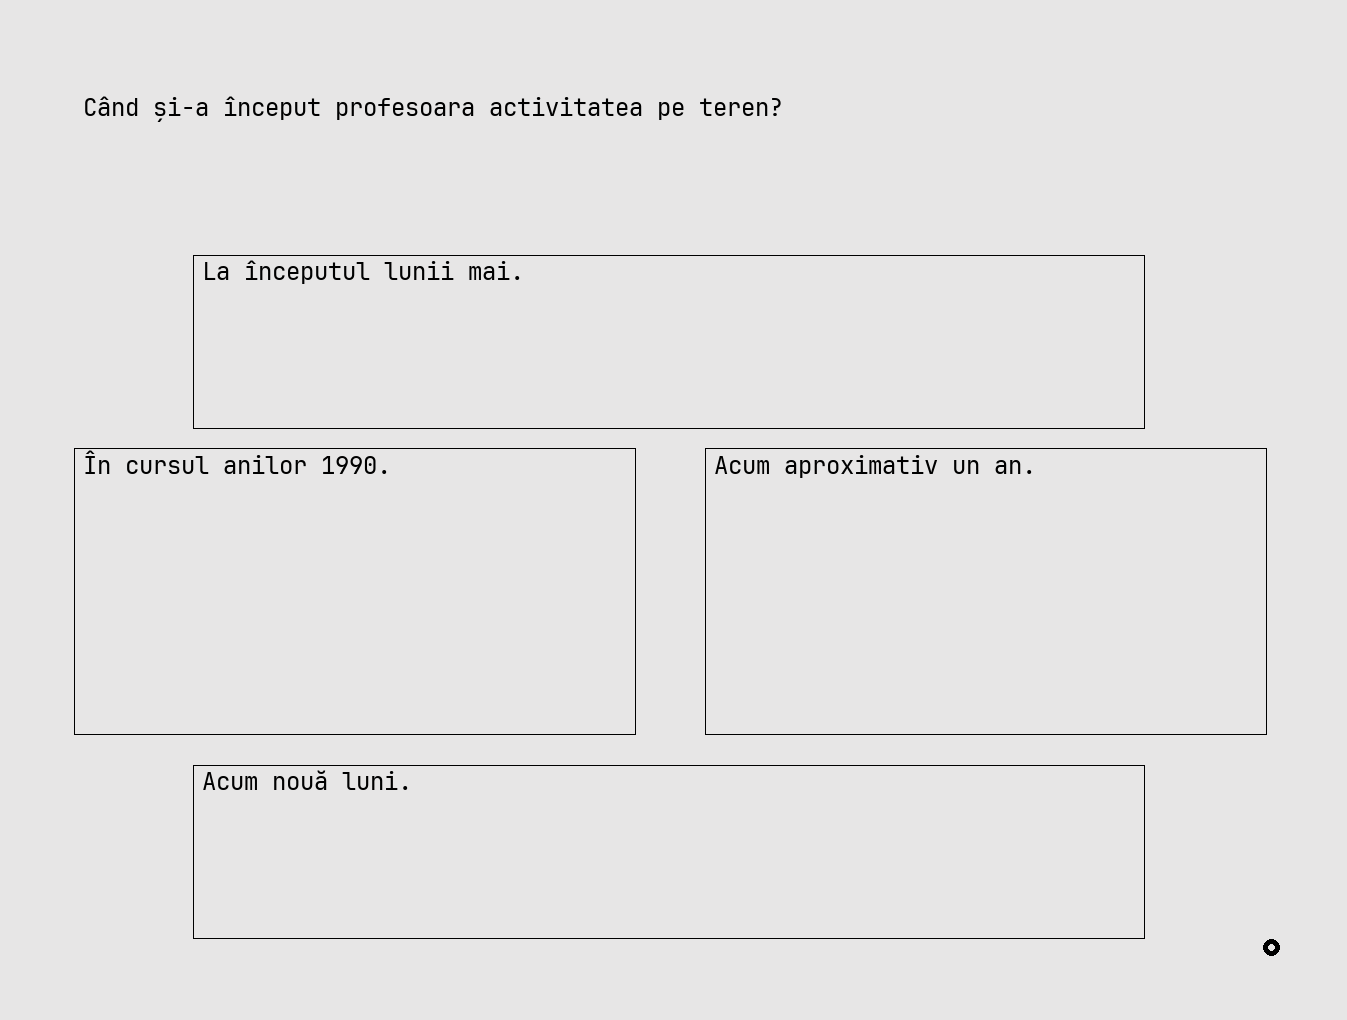 Când și-a început profesoara activitatea pe teren?
La începutul lunii mai.
În cursul anilor 1990.
Acum aproximativ un an.
Acum nouă luni.